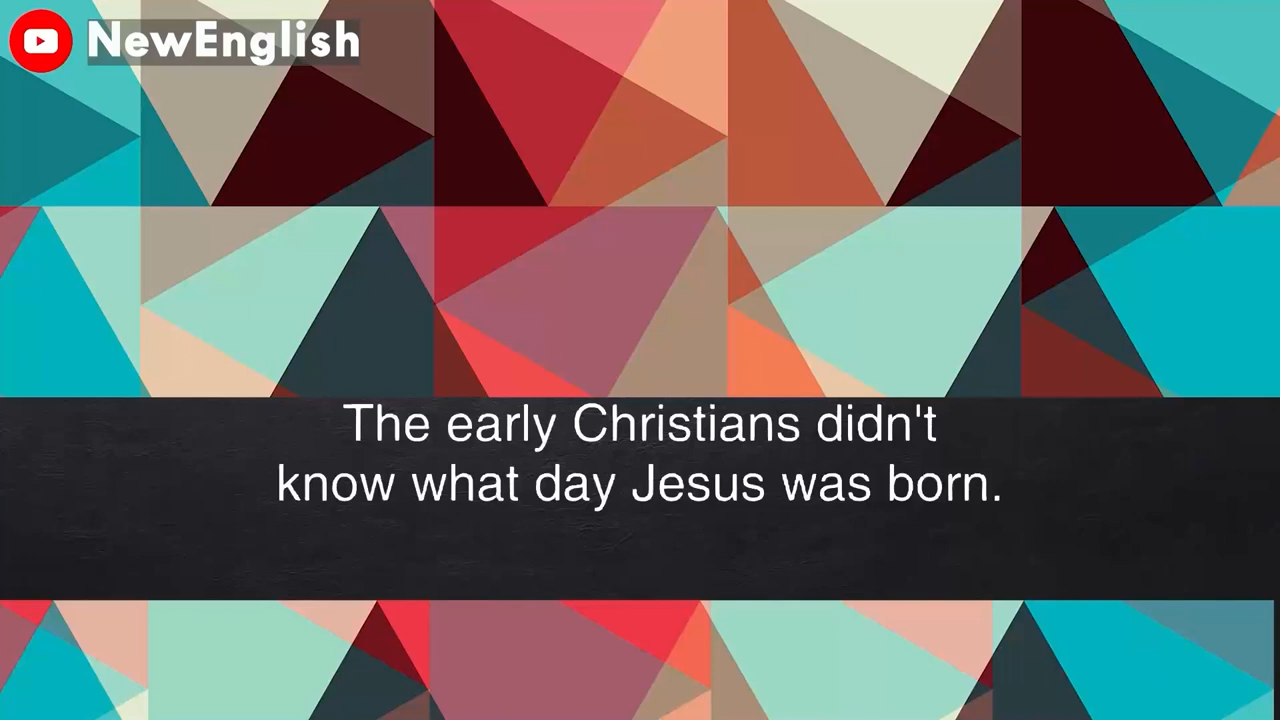 NewEnglish
The early Christians didn't
know what day Jesus was born.